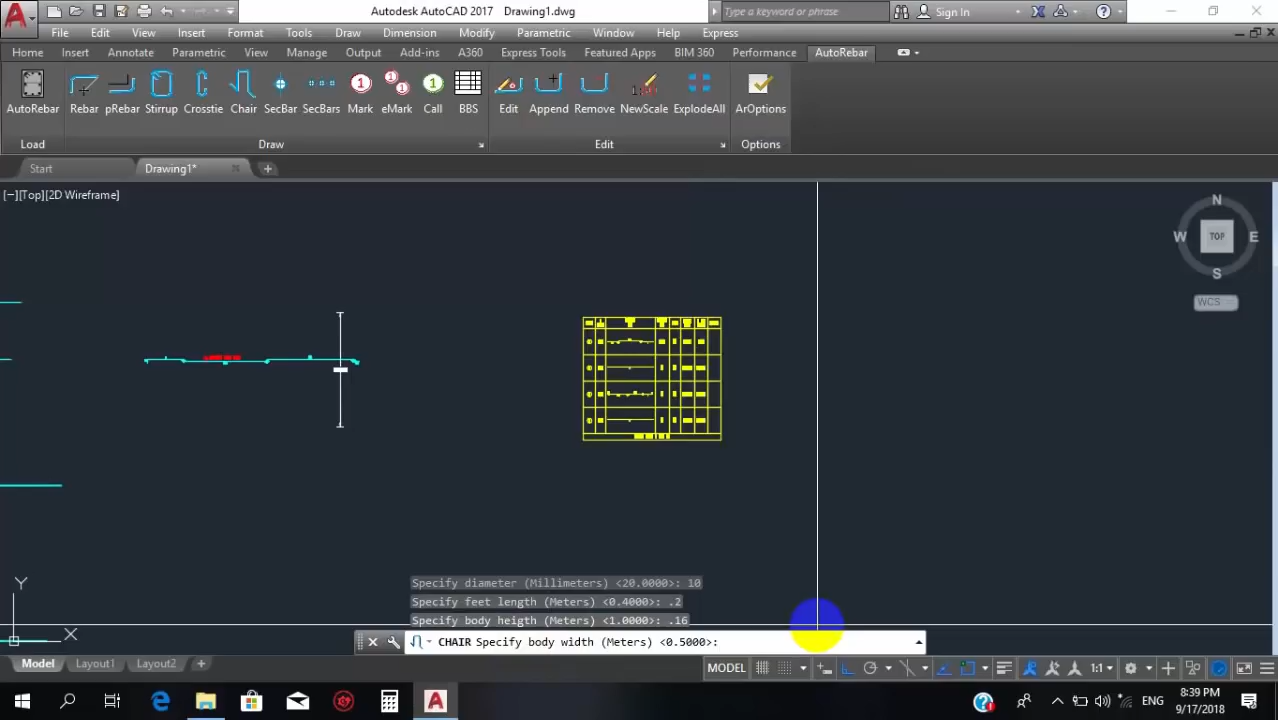 Autodesk AutoCAD 2017 Drawing1.dwg
Type a keyword or phrase
Sign In
File Edit View Insert Format Tools Draw Dimension Modify Parametric Window Help Express
Home Insert Annotate Parametric View Manage Output Add-ins A360 Express Tools Featured Apps BIM 360 Performance AutoRebar
AutoRebar Rebar pRebar Stirrup Crosstie Chair SecBar SecBars Mark eMark Call BBS Edit Append Remove NewScale ExplodeAll ArOptions
Load Draw Edit Options
Start Drawing1*
[−][Top][2D Wireframe]
N
W TOP E
S
WCS
Specify diameter (Millimeters) <20.0000>: 10
Specify feet length (Meters) <0.4000>: .2
Specify body heigth (Meters) <1.0000>: .16
CHAIR Specify body width (Meters) <0.5000>:
Y
X
Model Layout1 Layout2
MODEL 1:1
ENG
8:39 PM
9/17/2018